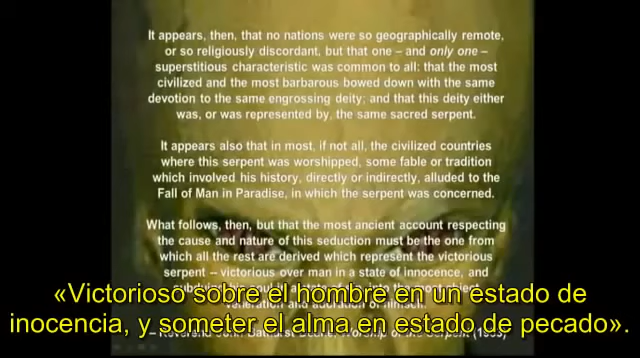 It appears, then, that no nations were so geographically remote,
or so religiously discordant, but that one – and only one –
superstitious characteristic was common to all: that the most
civilized and the most barbarous bowed down with the same
devotion to the same engrossing deity; and that this deity either
was, or was represented by, the same sacred serpent.
It appears also that in most, if not all, the civilized countries
where this serpent was worshipped, some fable or tradition
which involved his history, directly or indirectly, alluded to the
Fall of Man in Paradise, in which the serpent was concerned.
What follows, then, but that the most ancient account respecting
the cause and nature of this seduction must be the one from
which all the rest are derived which represent the victorious
serpent – victorious over man in a state of innocence, and
«Victorioso sobre el hombre en un estado de
inocencia, y someter el alma en estado de pecado».